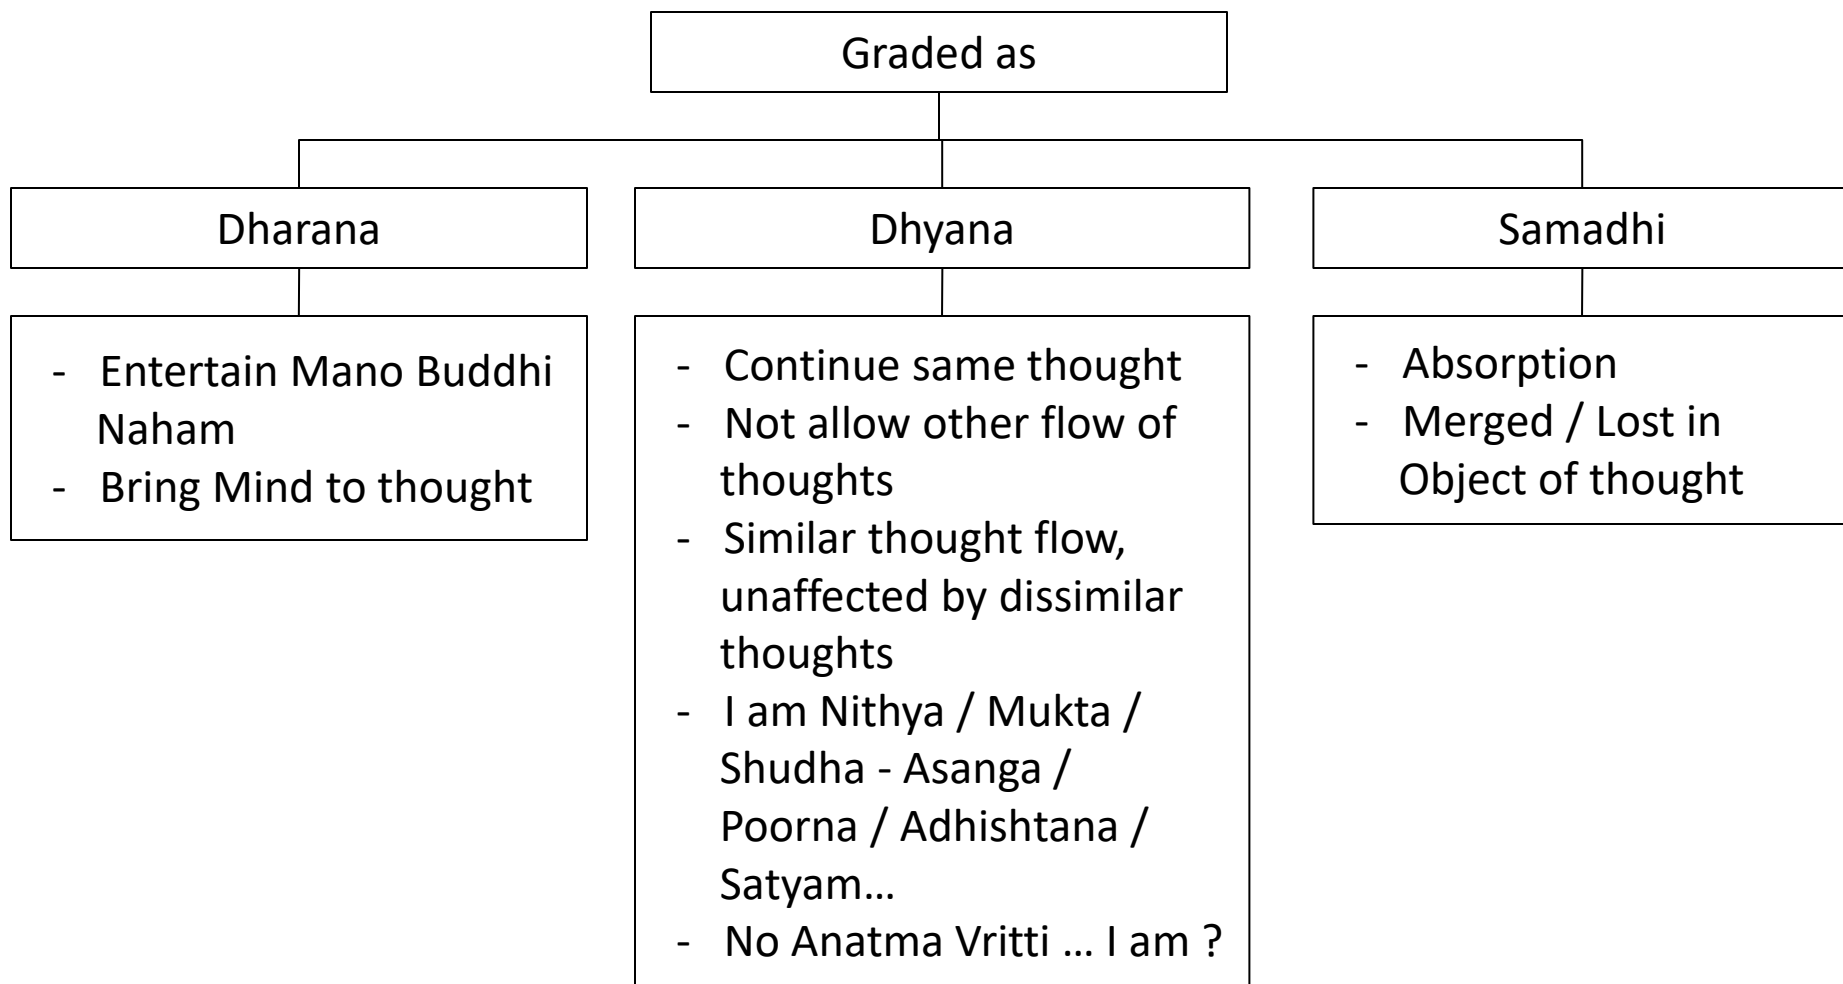 Graded as
Dharana
Dhyana
Samadhi
- Entertain Mano Buddhi
Naham
- Bring Mind to thought
- Continue same thought
- Not allow other flow of
thoughts
- Similar thought flow,
unaffected by dissimilar
thoughts
- I am Nithya / Mukta /
Shudha - Asanga /
Poorna / Adhishtana /
Satyam...
- No Anatma Vritti ... I am ?
- Absorption
- Merged / Lost in
Object of thought